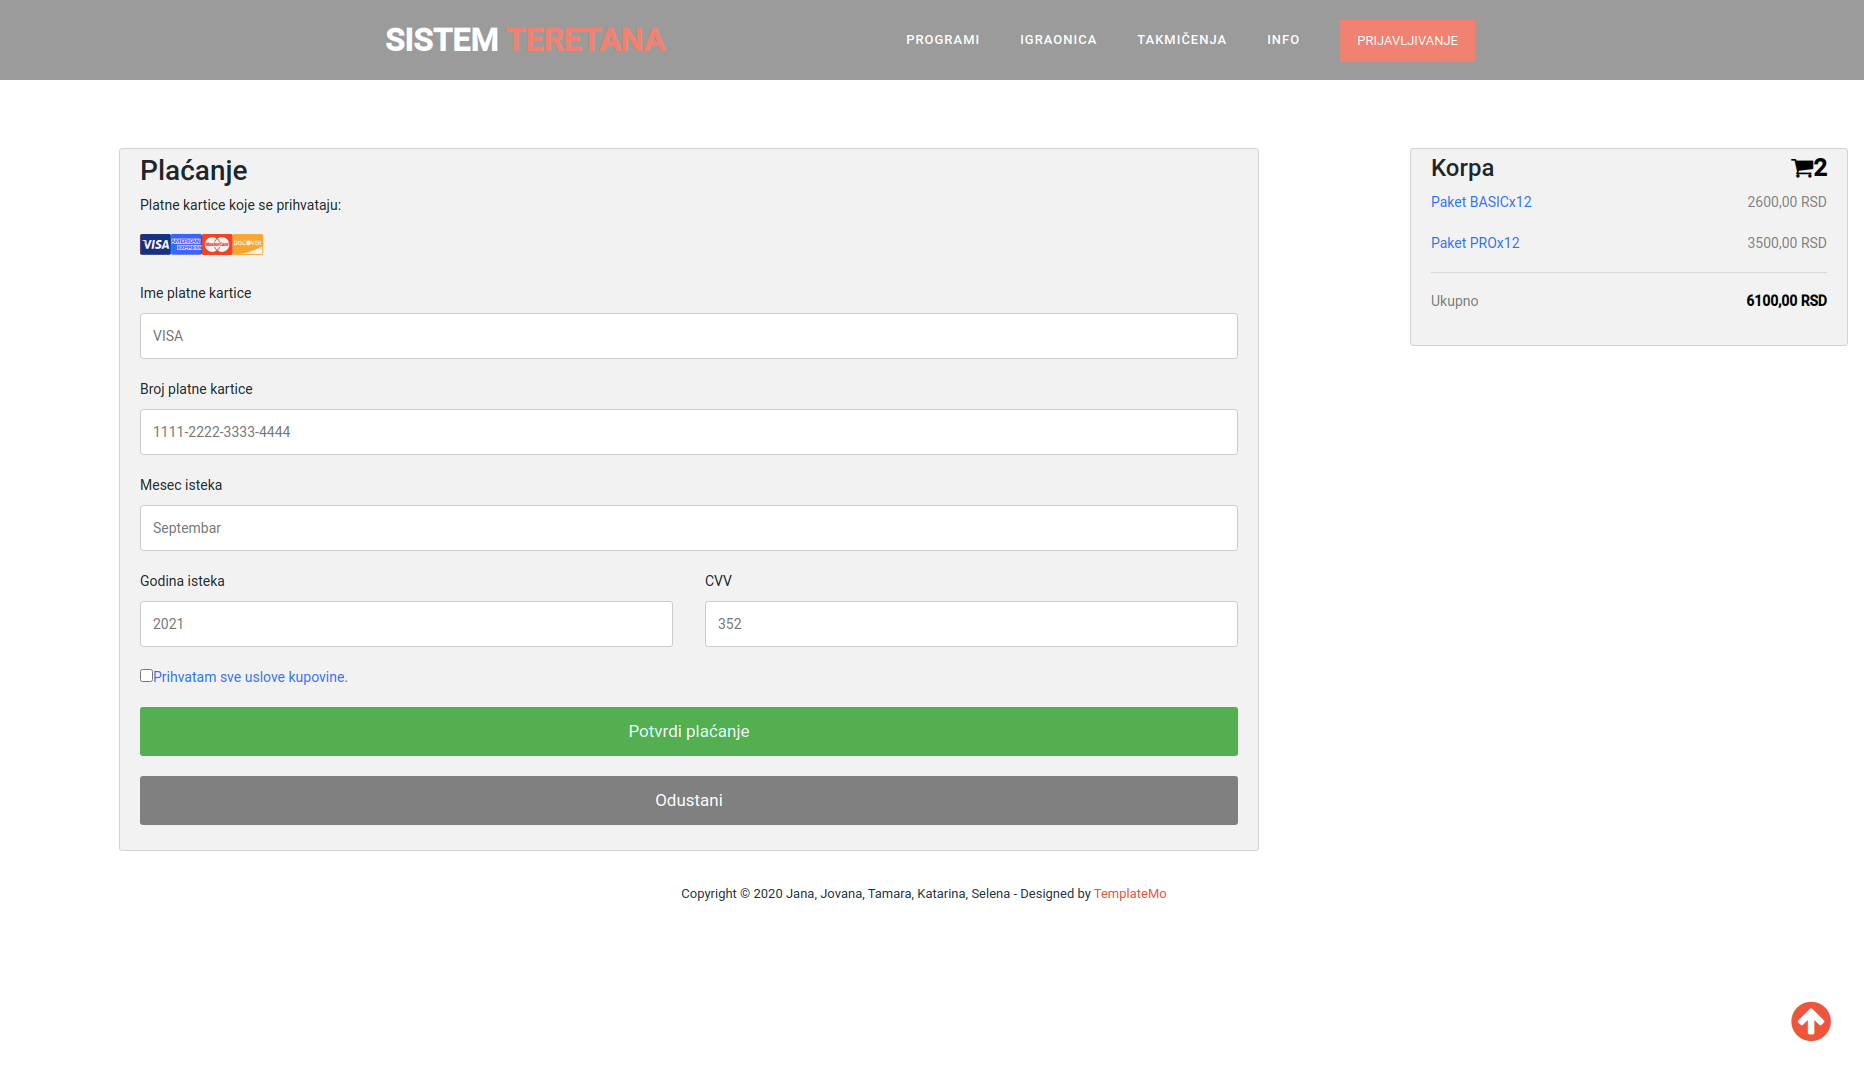 SISTEM TERETANA
PROGRAMI
IGRAONICA
TAKMIČENJA
INFO
PRIJAVLJIVANJE
Plaćanje
Platne kartice koje se prihvataju:
VISA AMERICAN EXPRESS MasterCard DISCOVER
Ime platne kartice
VISA
Broj platne kartice
1111-2222-3333-4444
Mesec isteka
Septembar
Godina isteka
CVV
2021
352
Prihvatam sve uslove kupovine.
Potvrdi plaćanje
Odustani
Korpa 2
Paket BASICx12 2600,00 RSD
Paket PROx12 3500,00 RSD
Ukupno 6100,00 RSD
Copyright © 2020 Jana, Jovana, Tamara, Katarina, Selena - Designed by TemplateMo